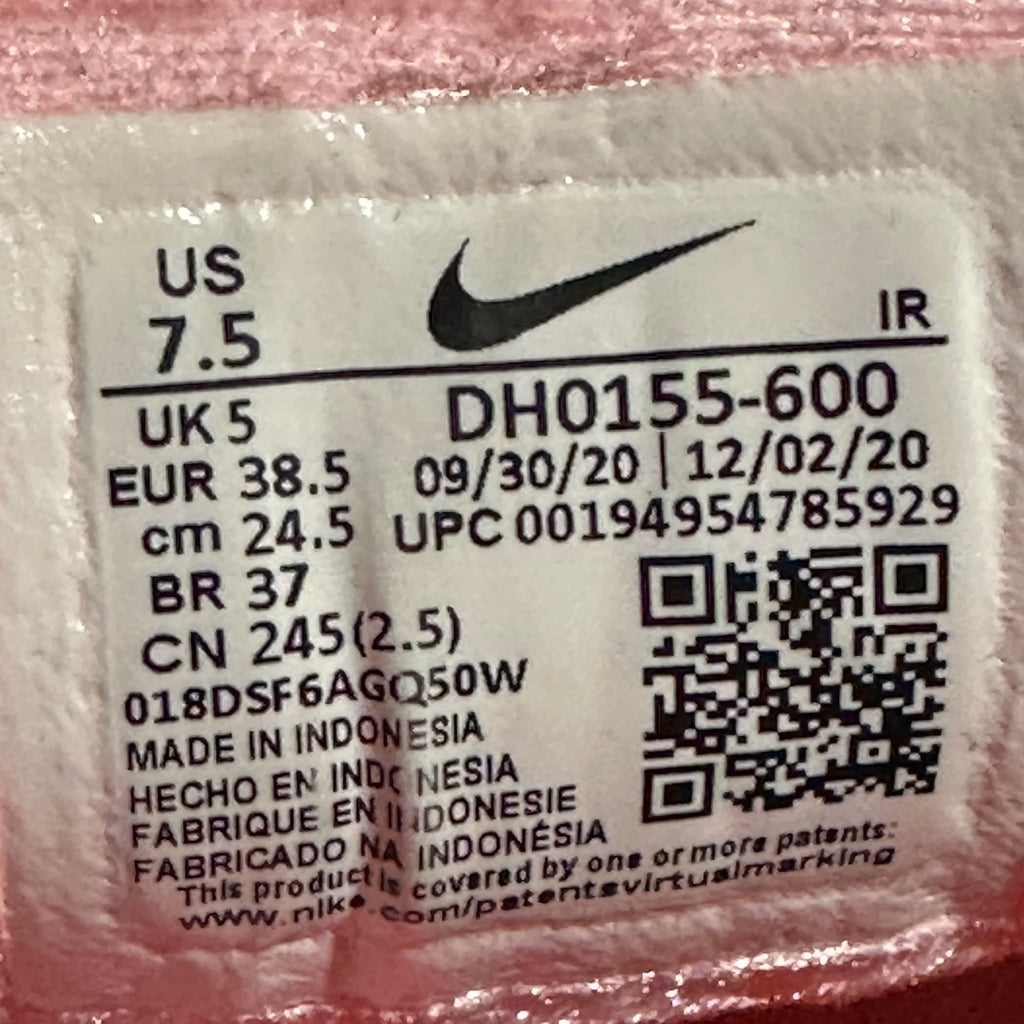 US
7.5
IR
UK 5
EUR 38.5
cm 24.5
BR 37
CN 245(2.5)
DH0155-600
09/30/20 | 12/02/20
UPC 00194954785929
018DSF6AGQ50W
MADE IN INDONESIA
HECHO EN INDONESIA
FABRIQUE EN INDONESIE
FABRICADO NA INDONÉSIA
This product is covered by one or more patents:
www.nike.com/patentsvirtualmarking